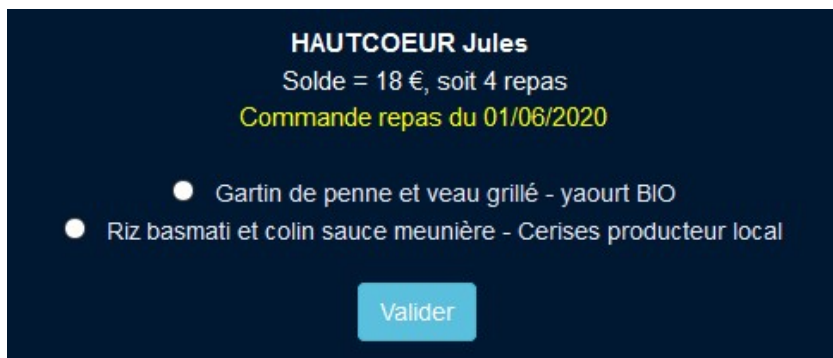 HAUTCOEUR Jules
Solde = 18 €, soit 4 repas
Commande repas du 01/06/2020
Gartin de penne et veau grillé - yaourt BIO
Riz basmati et colin sauce meunière - Cerises producteur local
Valider